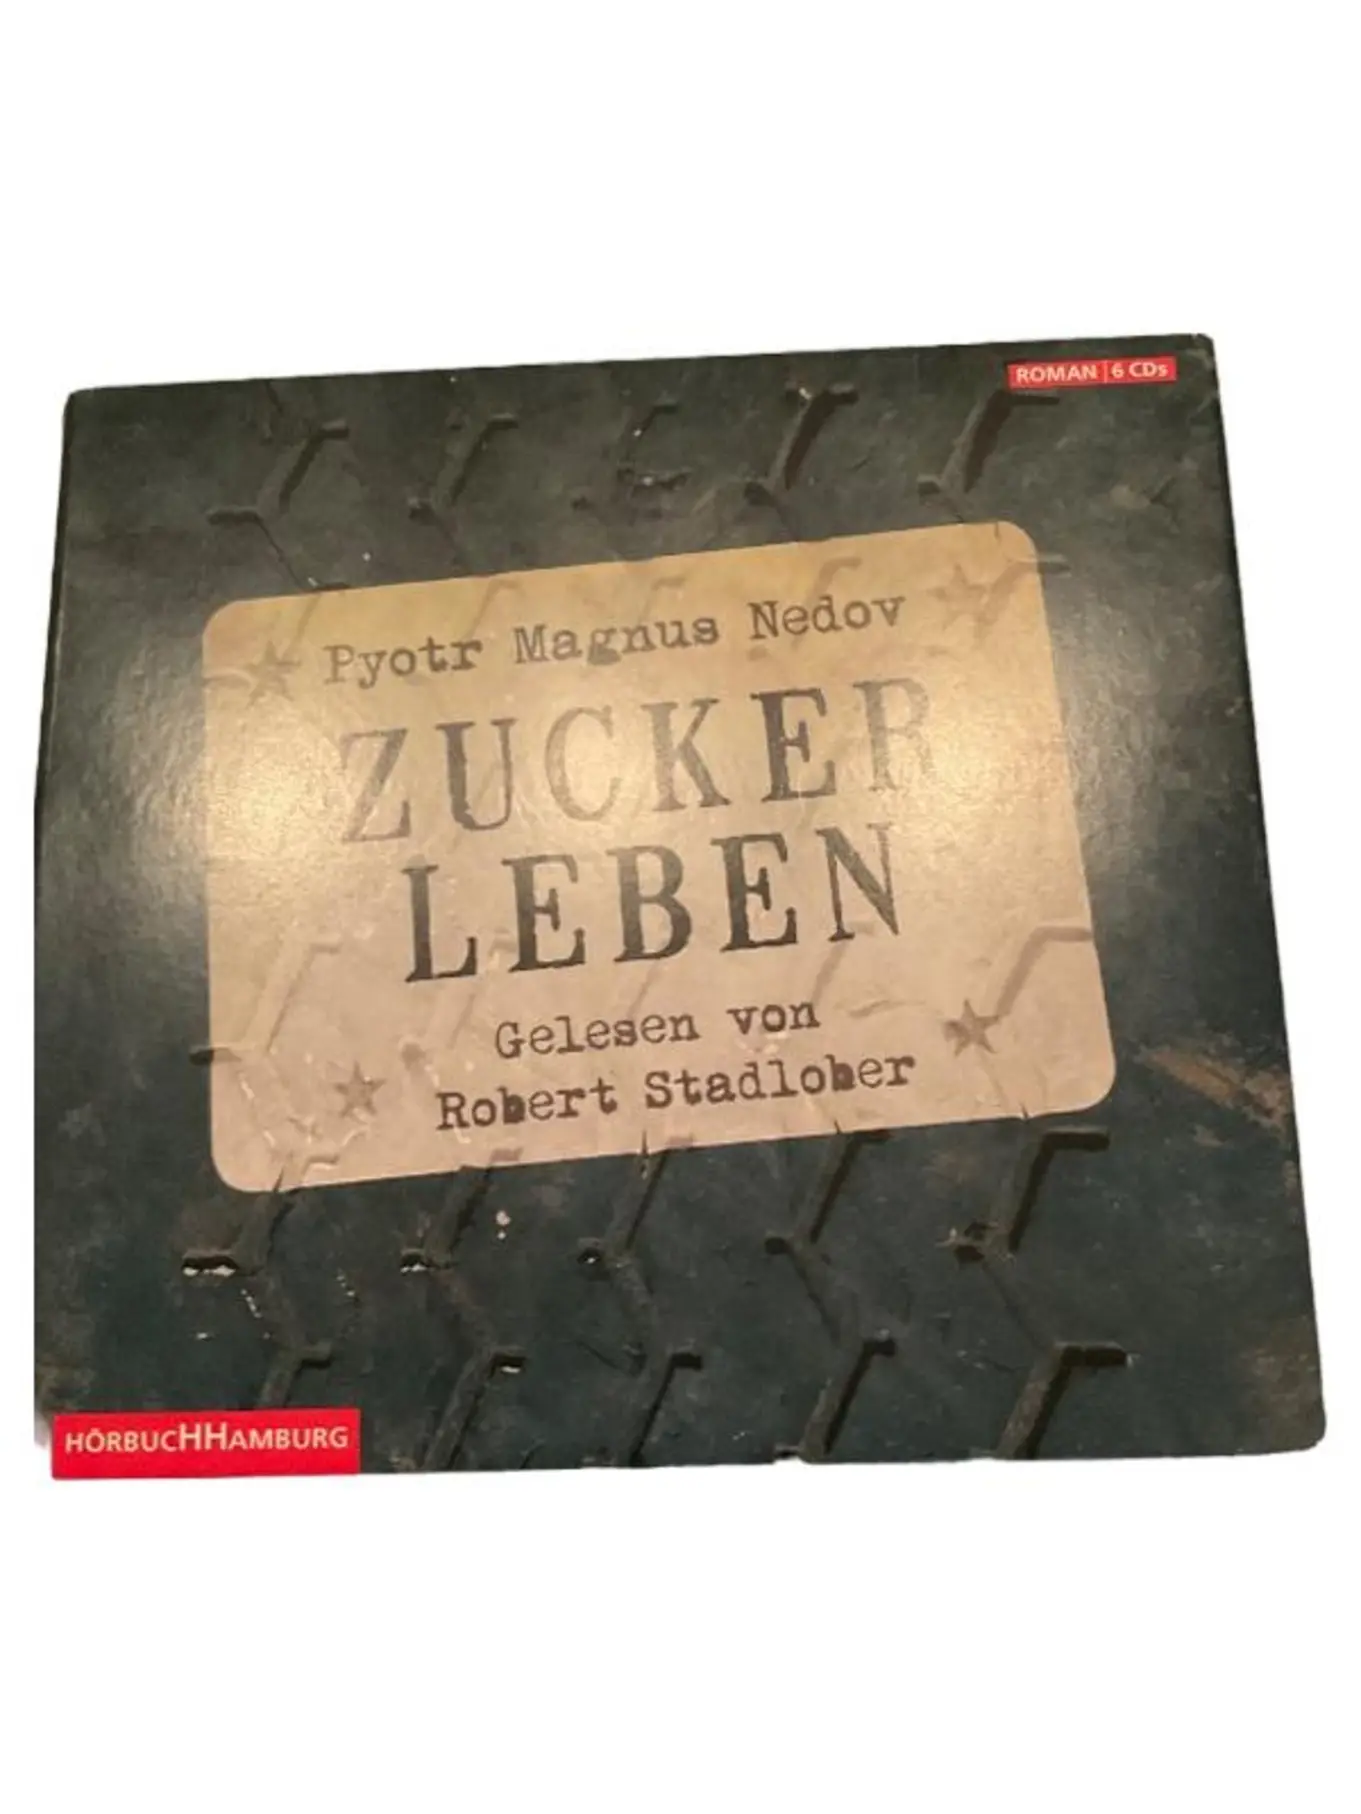 ROMAN | 6 CDs
Pyotr Magnus Nedov
ZUCKER
LEBEN
Gelesen von
Robert Stadlober
HÖRBUCHHAMBURG